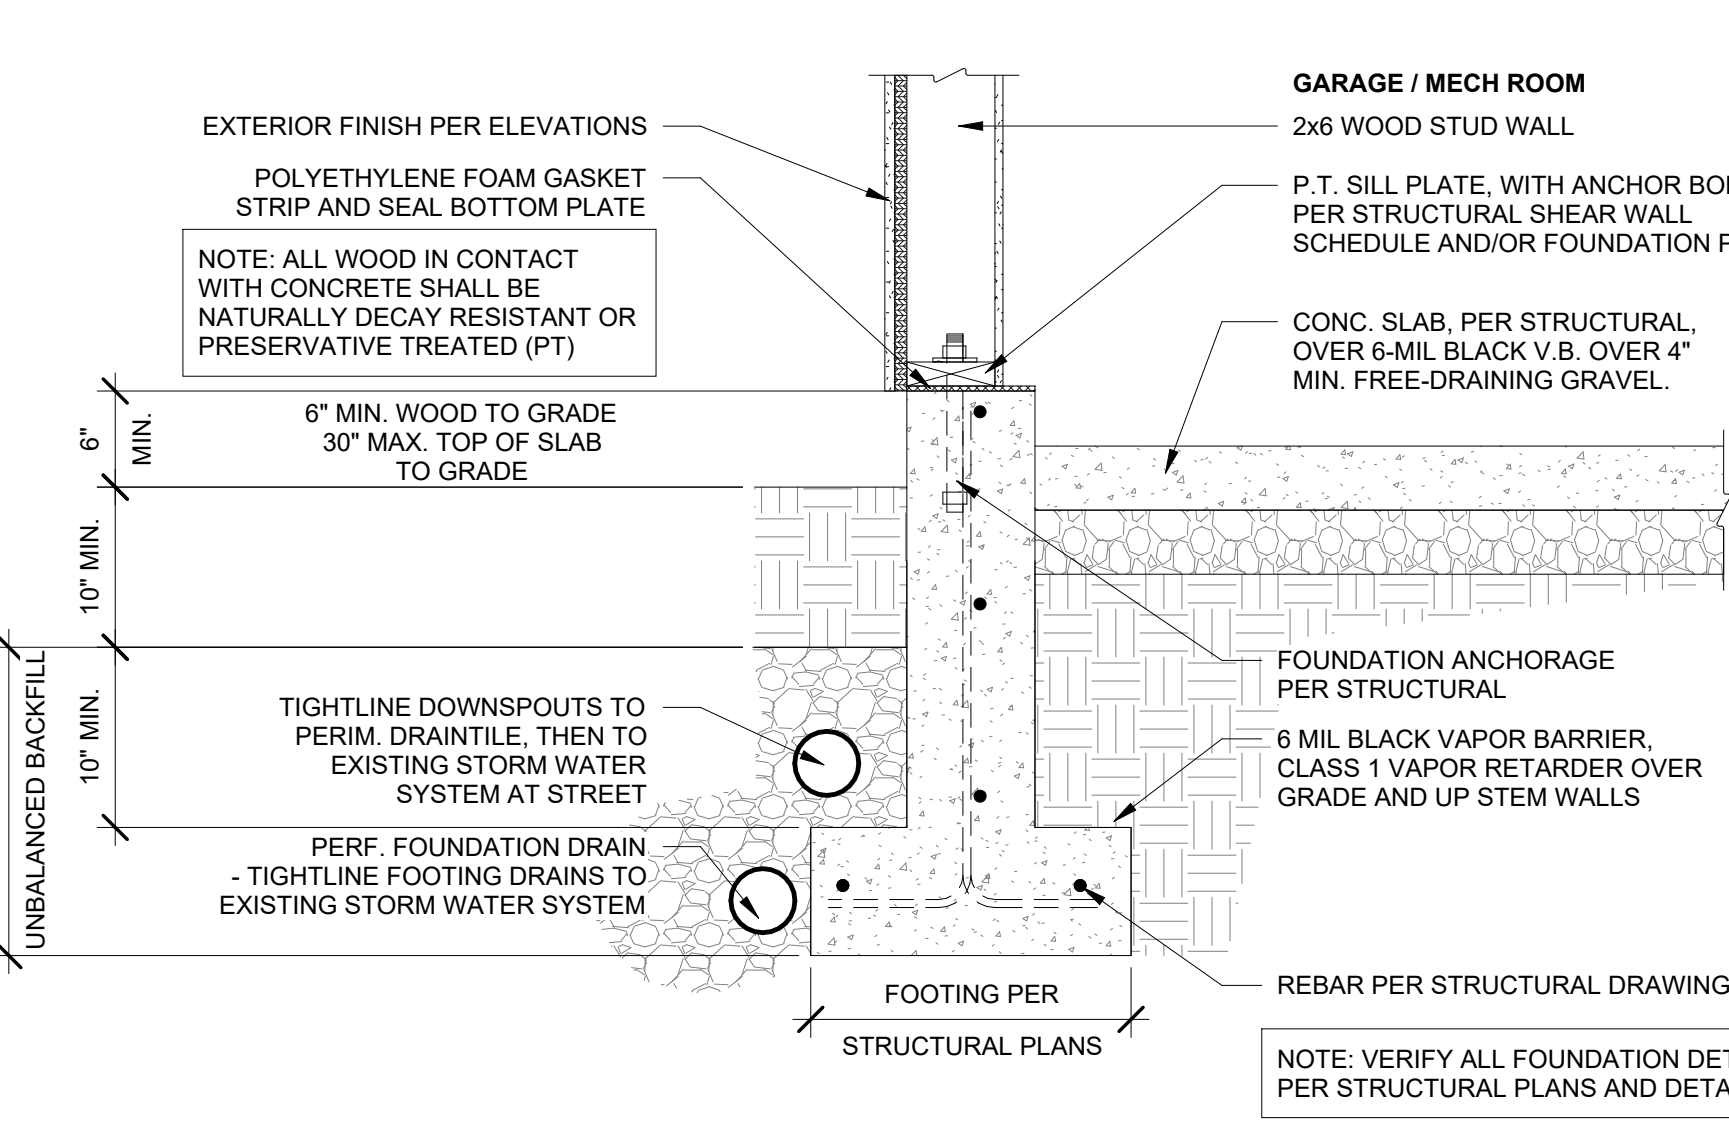 GARAGE / MECH ROOM
EXTERIOR FINISH PER ELEVATIONS
2x6 WOOD STUD WALL
POLYETHYLENE FOAM GASKET
STRIP AND SEAL BOTTOM PLATE
P.T. SILL PLATE, WITH ANCHOR
PER STRUCTURAL SHEAR WALL
SCHEDULE AND/OR FOUNDATION
NOTE: ALL WOOD IN CONTACT
WITH CONCRETE SHALL BE
NATURALLY DECAY RESISTANT OR
PRESERVATIVE TREATED (PT)
CONC. SLAB, PER STRUCTURAL,
OVER 6-MIL BLACK V.B. OVER 4"
MIN. FREE-DRAINING GRAVEL.
6"
MIN.
6" MIN. WOOD TO GRADE
30" MAX. TOP OF SLAB
TO GRADE
10" MIN.
UNBALANCED BACKFILL
10" MIN.
TIGHTLINE DOWNSPOUTS TO
PERIM. DRAINTILE, THEN TO
EXISTING STORM WATER
SYSTEM AT STREET
FOUNDATION ANCHORAGE
PER STRUCTURAL
6 MIL BLACK VAPOR BARRIER,
CLASS 1 VAPOR RETARDER OVER
GRADE AND UP STEM WALLS
PERF. FOUNDATION DRAIN
- TIGHTLINE FOOTING DRAINS TO
EXISTING STORM WATER SYSTEM
REBAR PER STRUCTURAL DRAWING
FOOTING PER
STRUCTURAL PLANS
NOTE: VERIFY ALL FOUNDATION
PER STRUCTURAL PLANS AND